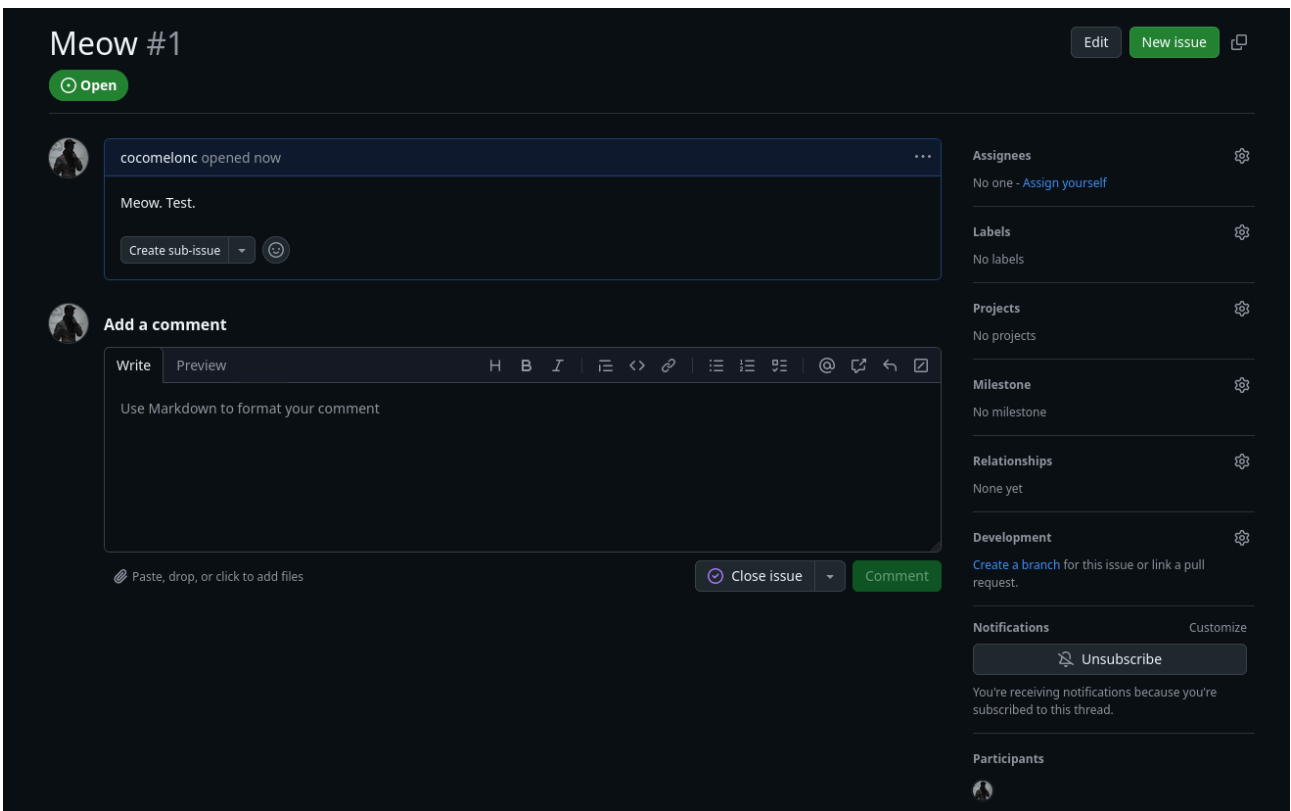 Meow #1
Edit
New issue
Open
cocomelonc opened now
Meow. Test.
Create sub-issue
Add a comment
Write
Preview
Use Markdown to format your comment
Paste, drop, or click to add files
Close issue
Comment
Assignees
No one - Assign yourself
Labels
No labels
Projects
No projects
Milestone
No milestone
Relationships
None yet
Development
Create a branch for this issue or link a pull
request.
Notifications
Customize
Unsubscribe
You're receiving notifications because you're
subscribed to this thread.
Participants